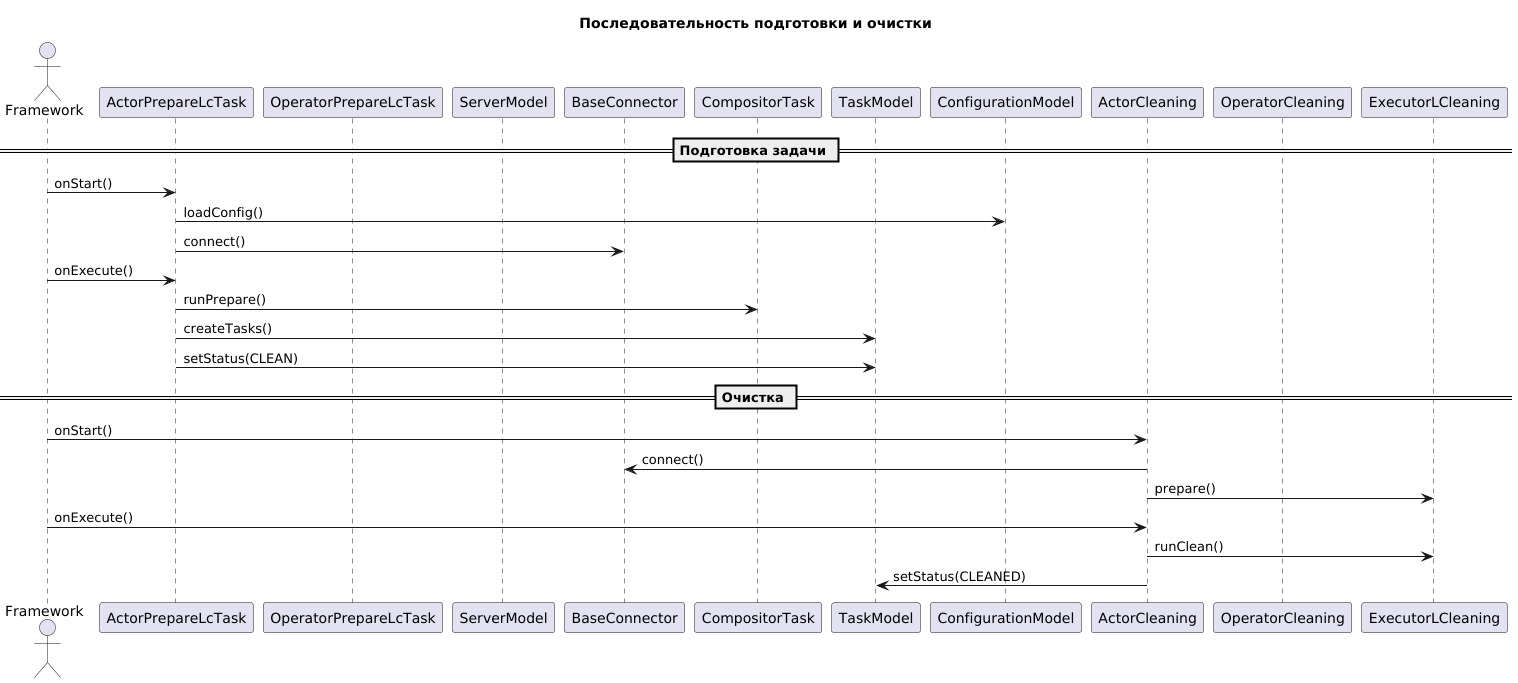 Последовательность подготовки и очистки
Framework
ActorPrepareLcTask
OperatorPrepareLcTask
ServerModel
BaseConnector
CompositorTask
TaskModel
ConfigurationModel
ActorCleaning
OperatorCleaning
ExecutorLCleaning
Подготовка задачи
onStart()
loadConfig()
connect()
onExecute()
runPrepare()
createTasks()
setStatus(CLEAN)
Очистка
onStart()
connect()
prepare()
onExecute()
runClean()
setStatus(CLEANED)
Framework
ActorPrepareLcTask
OperatorPrepareLcTask
ServerModel
BaseConnector
CompositorTask
TaskModel
ConfigurationModel
ActorCleaning
OperatorCleaning
ExecutorLCleaning